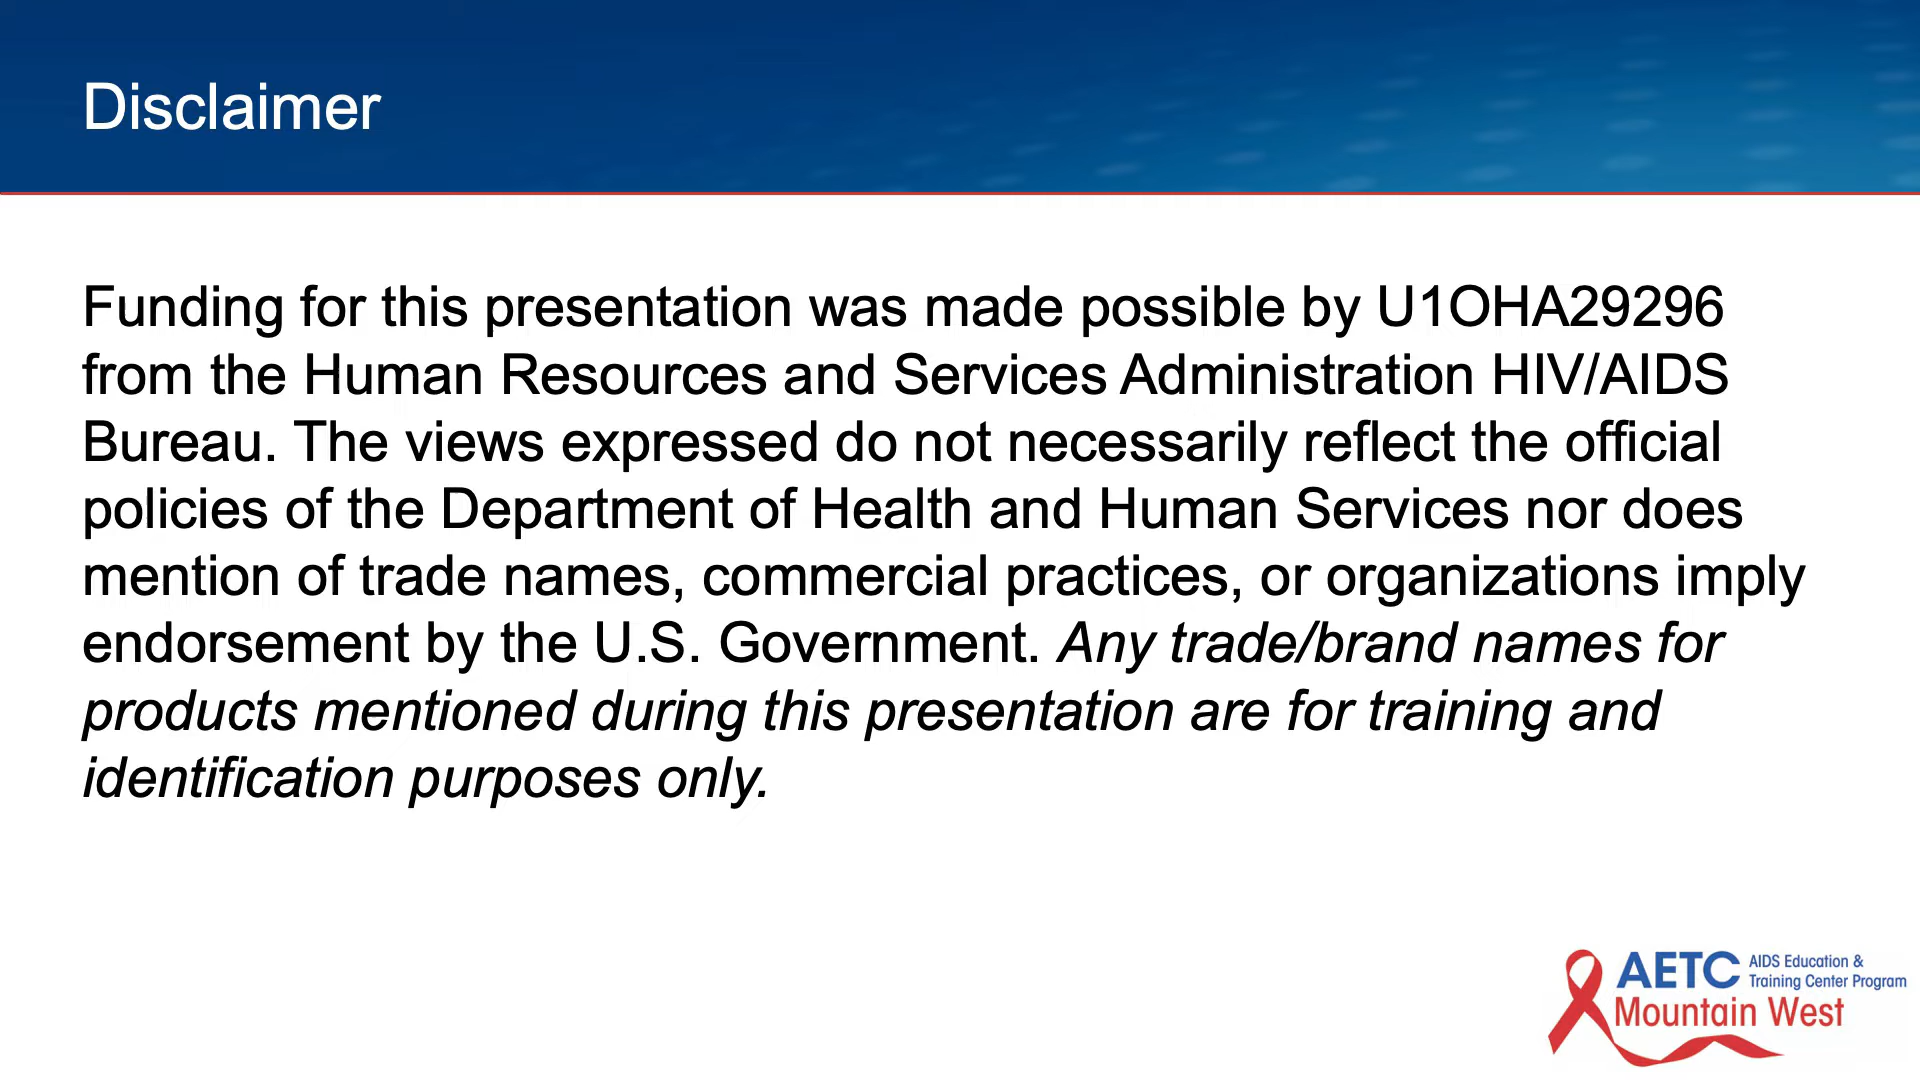 Disclaimer
Funding for this presentation was made possible by U1OHA29296
from the Human Resources and Services Administration HIV/AIDS
Bureau. The views expressed do not necessarily reflect the official
policies of the Department of Health and Human Services nor does
mention of trade names, commercial practices, or organizations imply
endorsement by the U.S. Government. Any trade/brand names for
products mentioned during this presentation are for training and
identification purposes only.
AETC AIDS Education &
Training Center Program
Mountain West